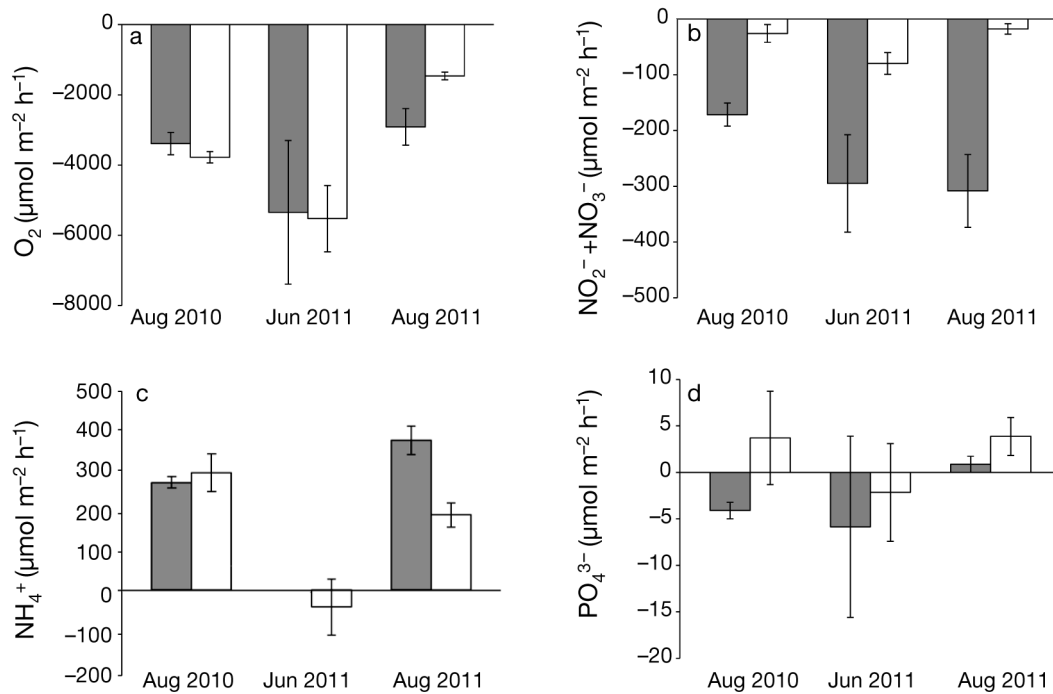 a
O₂ (µmol m⁻² h⁻¹)
0
−2000
−4000
−6000
−8000
Aug 2010 Jun 2011 Aug 2011
b
NO₂⁻ +NO₃⁻ (µmol m⁻² h⁻¹)
0
−100
−200
−300
−400
−500
Aug 2010 Jun 2011 Aug 2011
c
NH₄⁺ (µmol m⁻² h⁻¹)
500
400
300
200
100
0
−100
−200
Aug 2010 Jun 2011 Aug 2011
d
PO₄³⁻ (µmol m⁻² h⁻¹)
10
5
0
−5
−10
−15
−20
Aug 2010 Jun 2011 Aug 2011